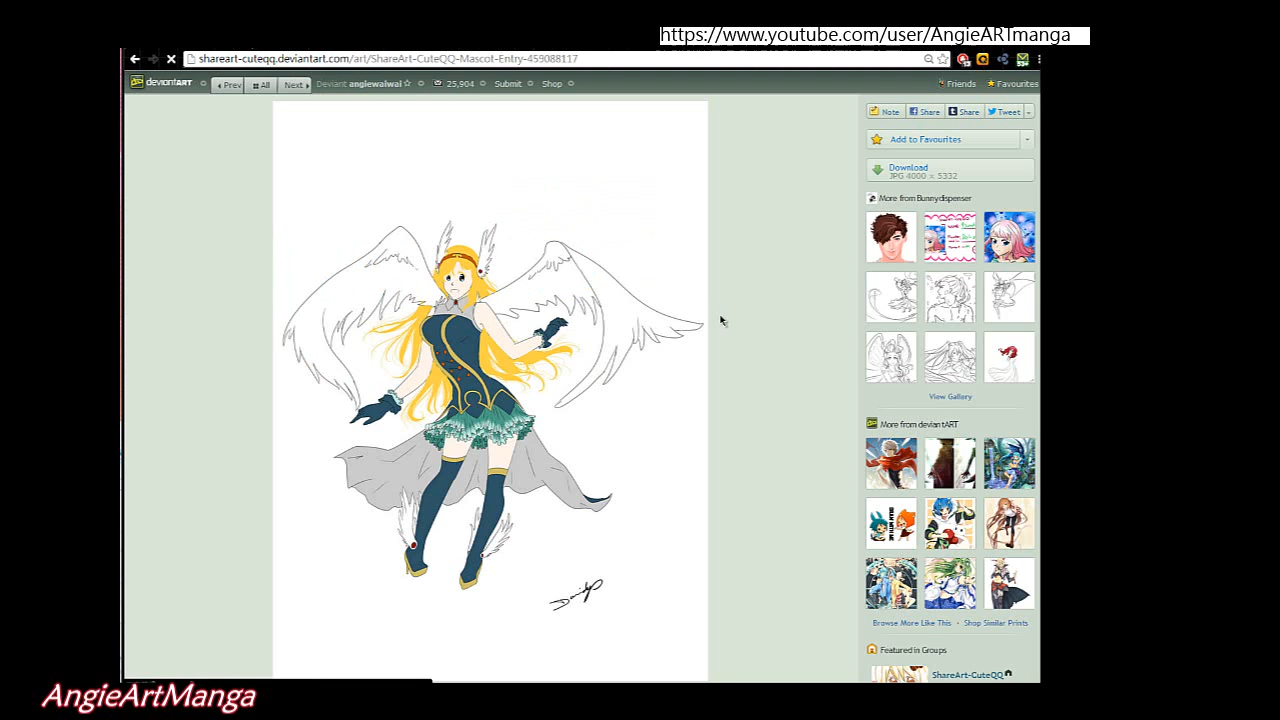 https://www.youtube.com/user/AngieARTmanga
shareart-cuteqq.deviantart.com/art/ShareArt-CuteQQ-Mascot-Entry-459088117
deviantART Prev All Next Deviant angiewaiwai 25,904 Submit Shop Friends Favourites
Note Share Share Tweet
Add to Favourites
Download
JPG 4000 × 5332
More from Bunnydispenser
View Gallery
More from deviantART
Browse More Like This · Shop Similar Prints
Featured in Groups
ShareArt-CuteQQ
AngieArtManga